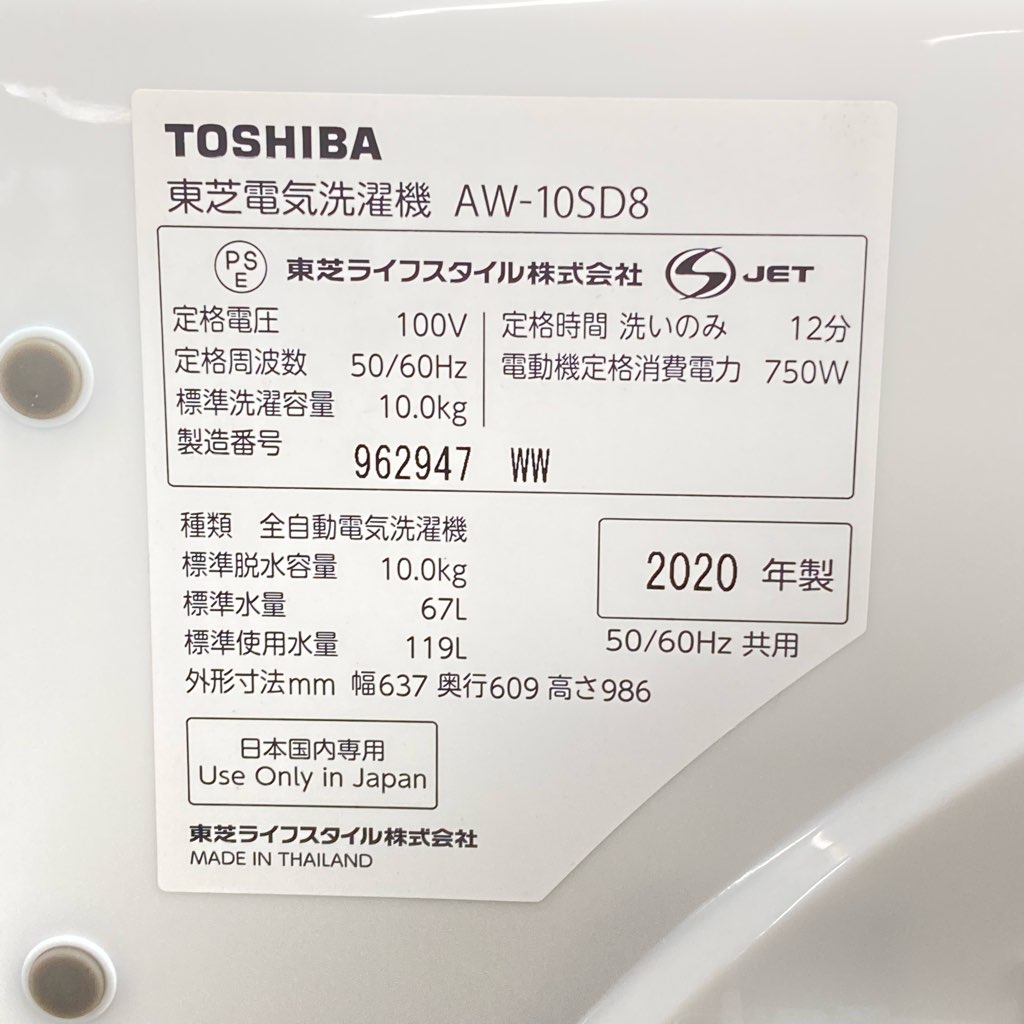 TOSHIBA
東芝電気洗濯機 AW-10SD8
PSE 東芝ライフスタイル株式会社 S JET
定格電圧 100V
定格周波数 50/60Hz
標準洗濯容量 10.0kg
製造番号 962947 WW
定格時間 洗いのみ 12分
電動機定格消費電力 750W
種類 全自動電気洗濯機
標準脱水容量 10.0kg
標準水量 67L
標準使用水量 119L
外形寸法mm 幅637 奥行609 高さ986
2020 年製
50/60Hz 共用
日本国内専用
Use Only in Japan
東芝ライフスタイル株式会社
MADE IN THAILAND